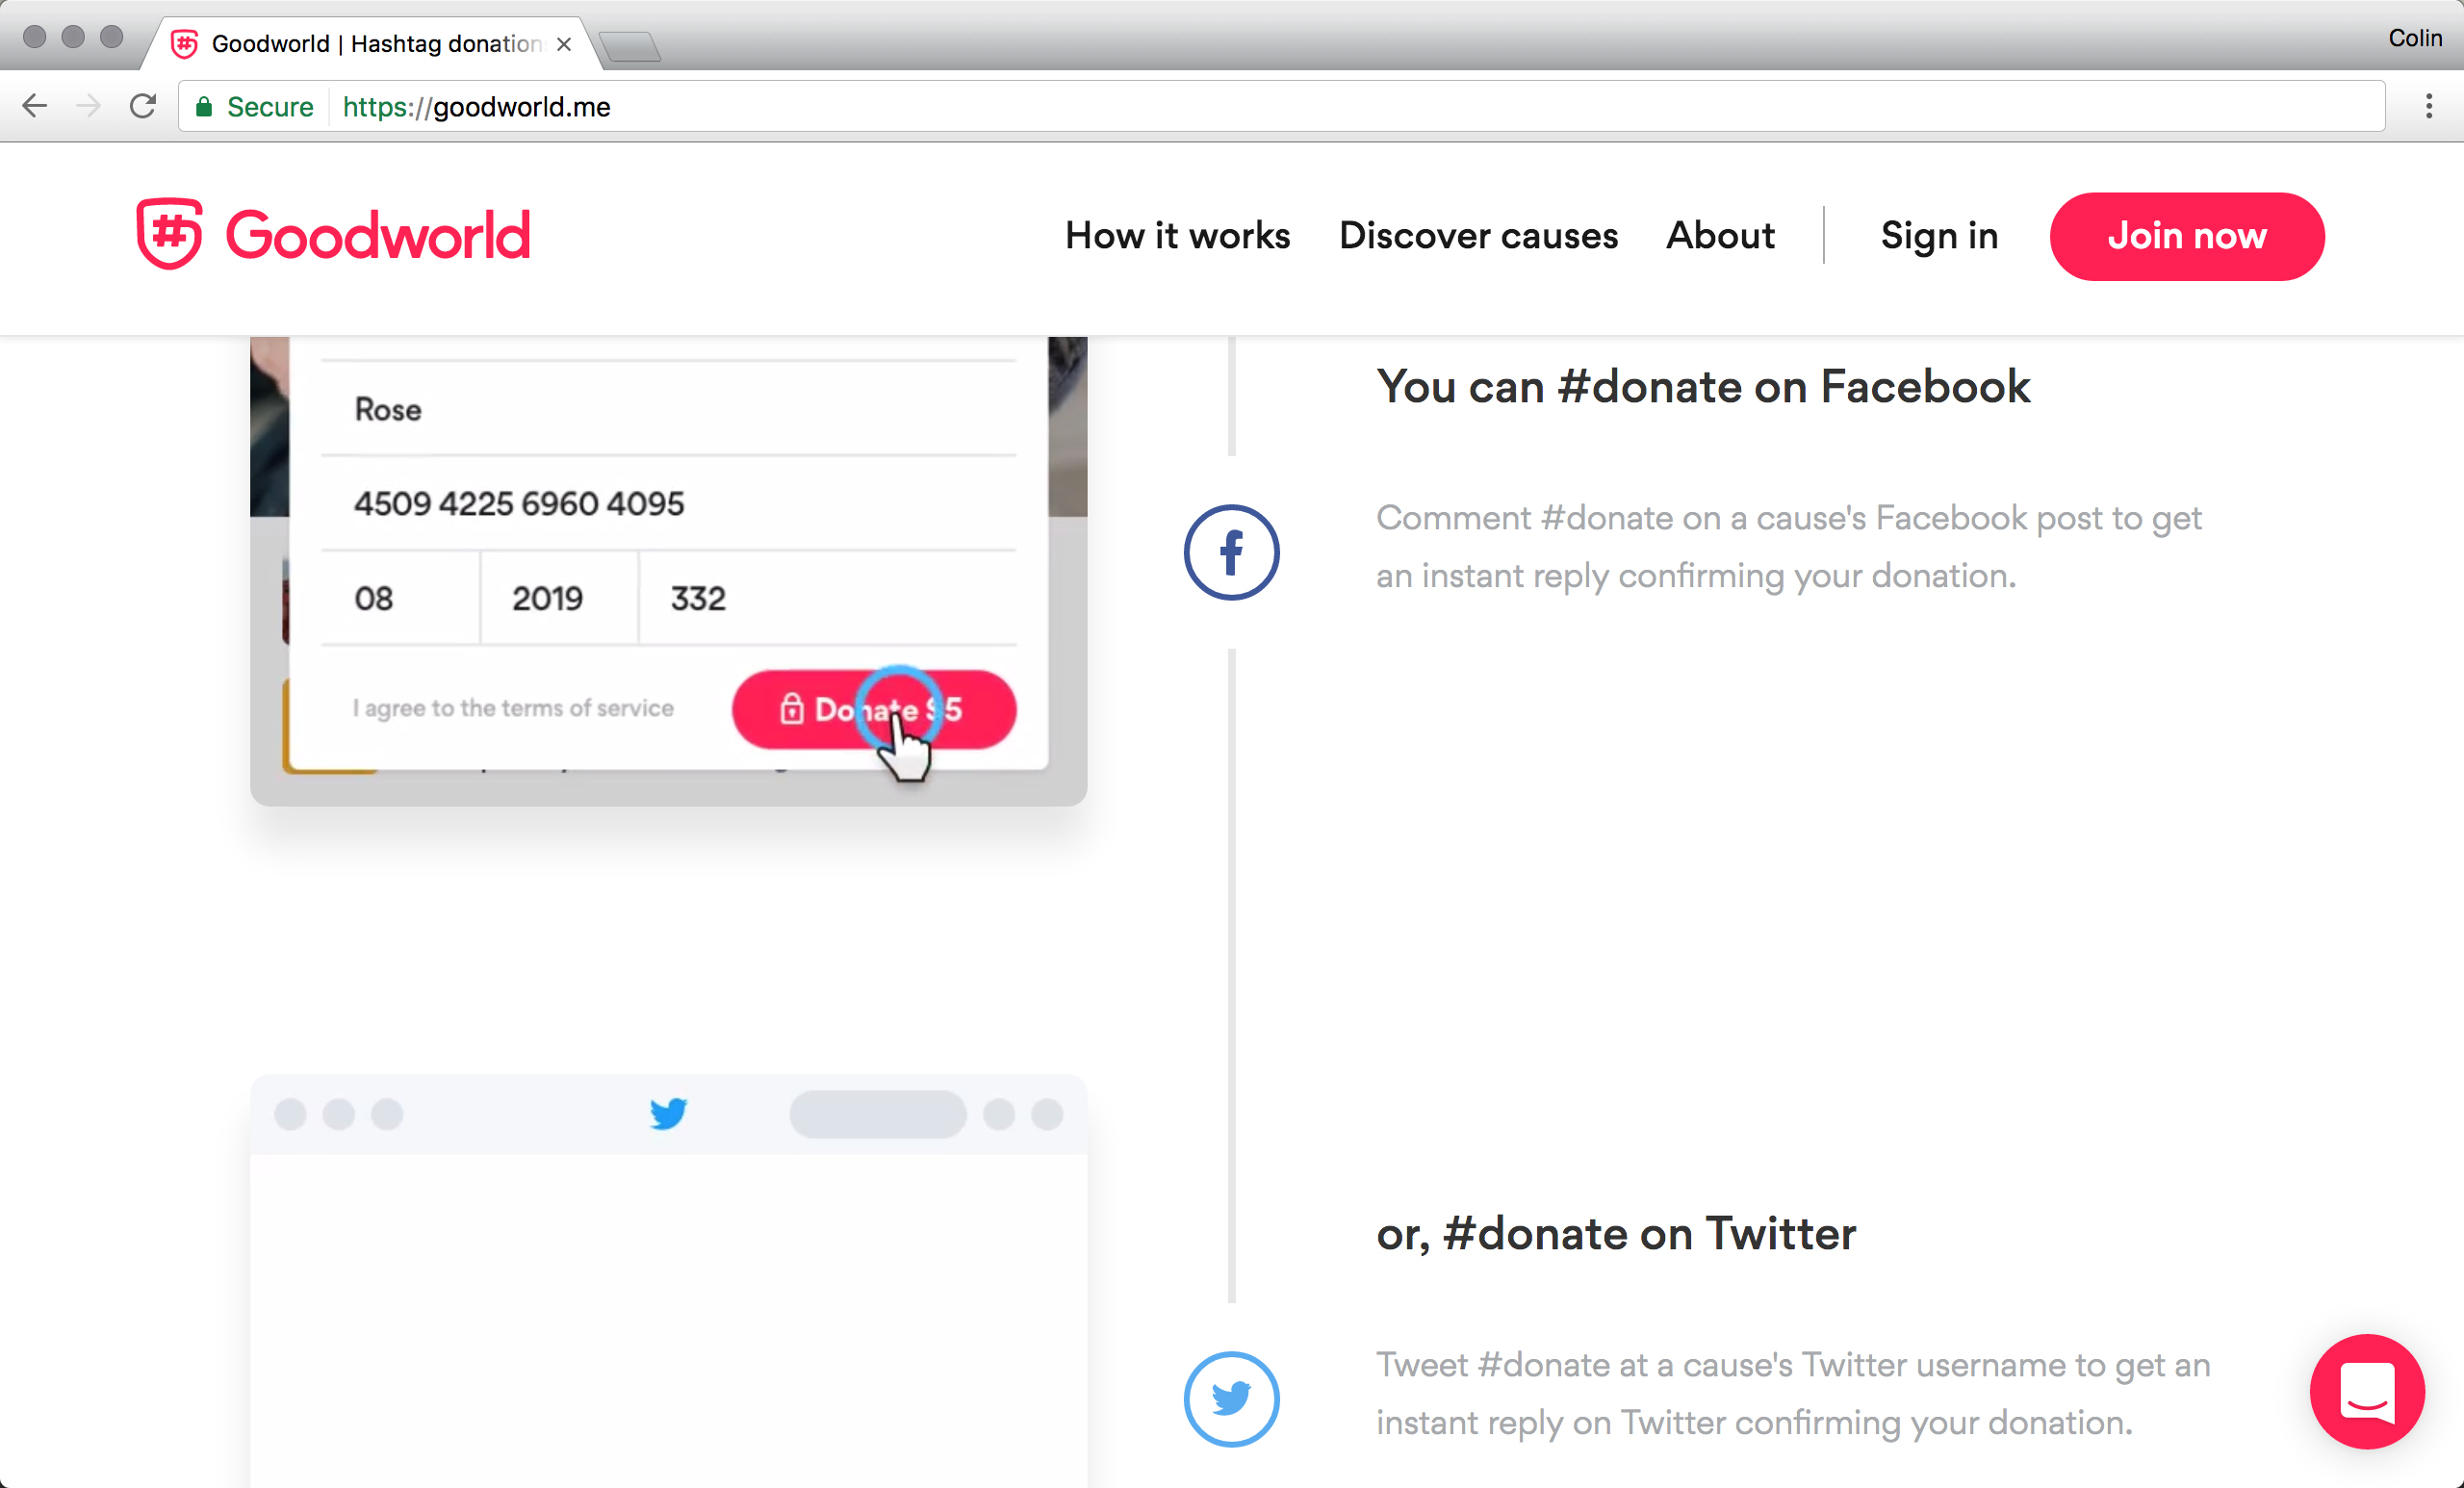 Goodworld | Hashtag donation
Colin
Secure
https://goodworld.me
Goodworld
How it works
Discover causes
About
Sign in
Join now
Rose
4509 4225 6960 4095
08
2019
332
I agree to the terms of service
Donate $5
You can #donate on Facebook
Comment #donate on a cause's Facebook post to get
an instant reply confirming your donation.
or, #donate on Twitter
Tweet #donate at a cause's Twitter username to get an
instant reply on Twitter confirming your donation.